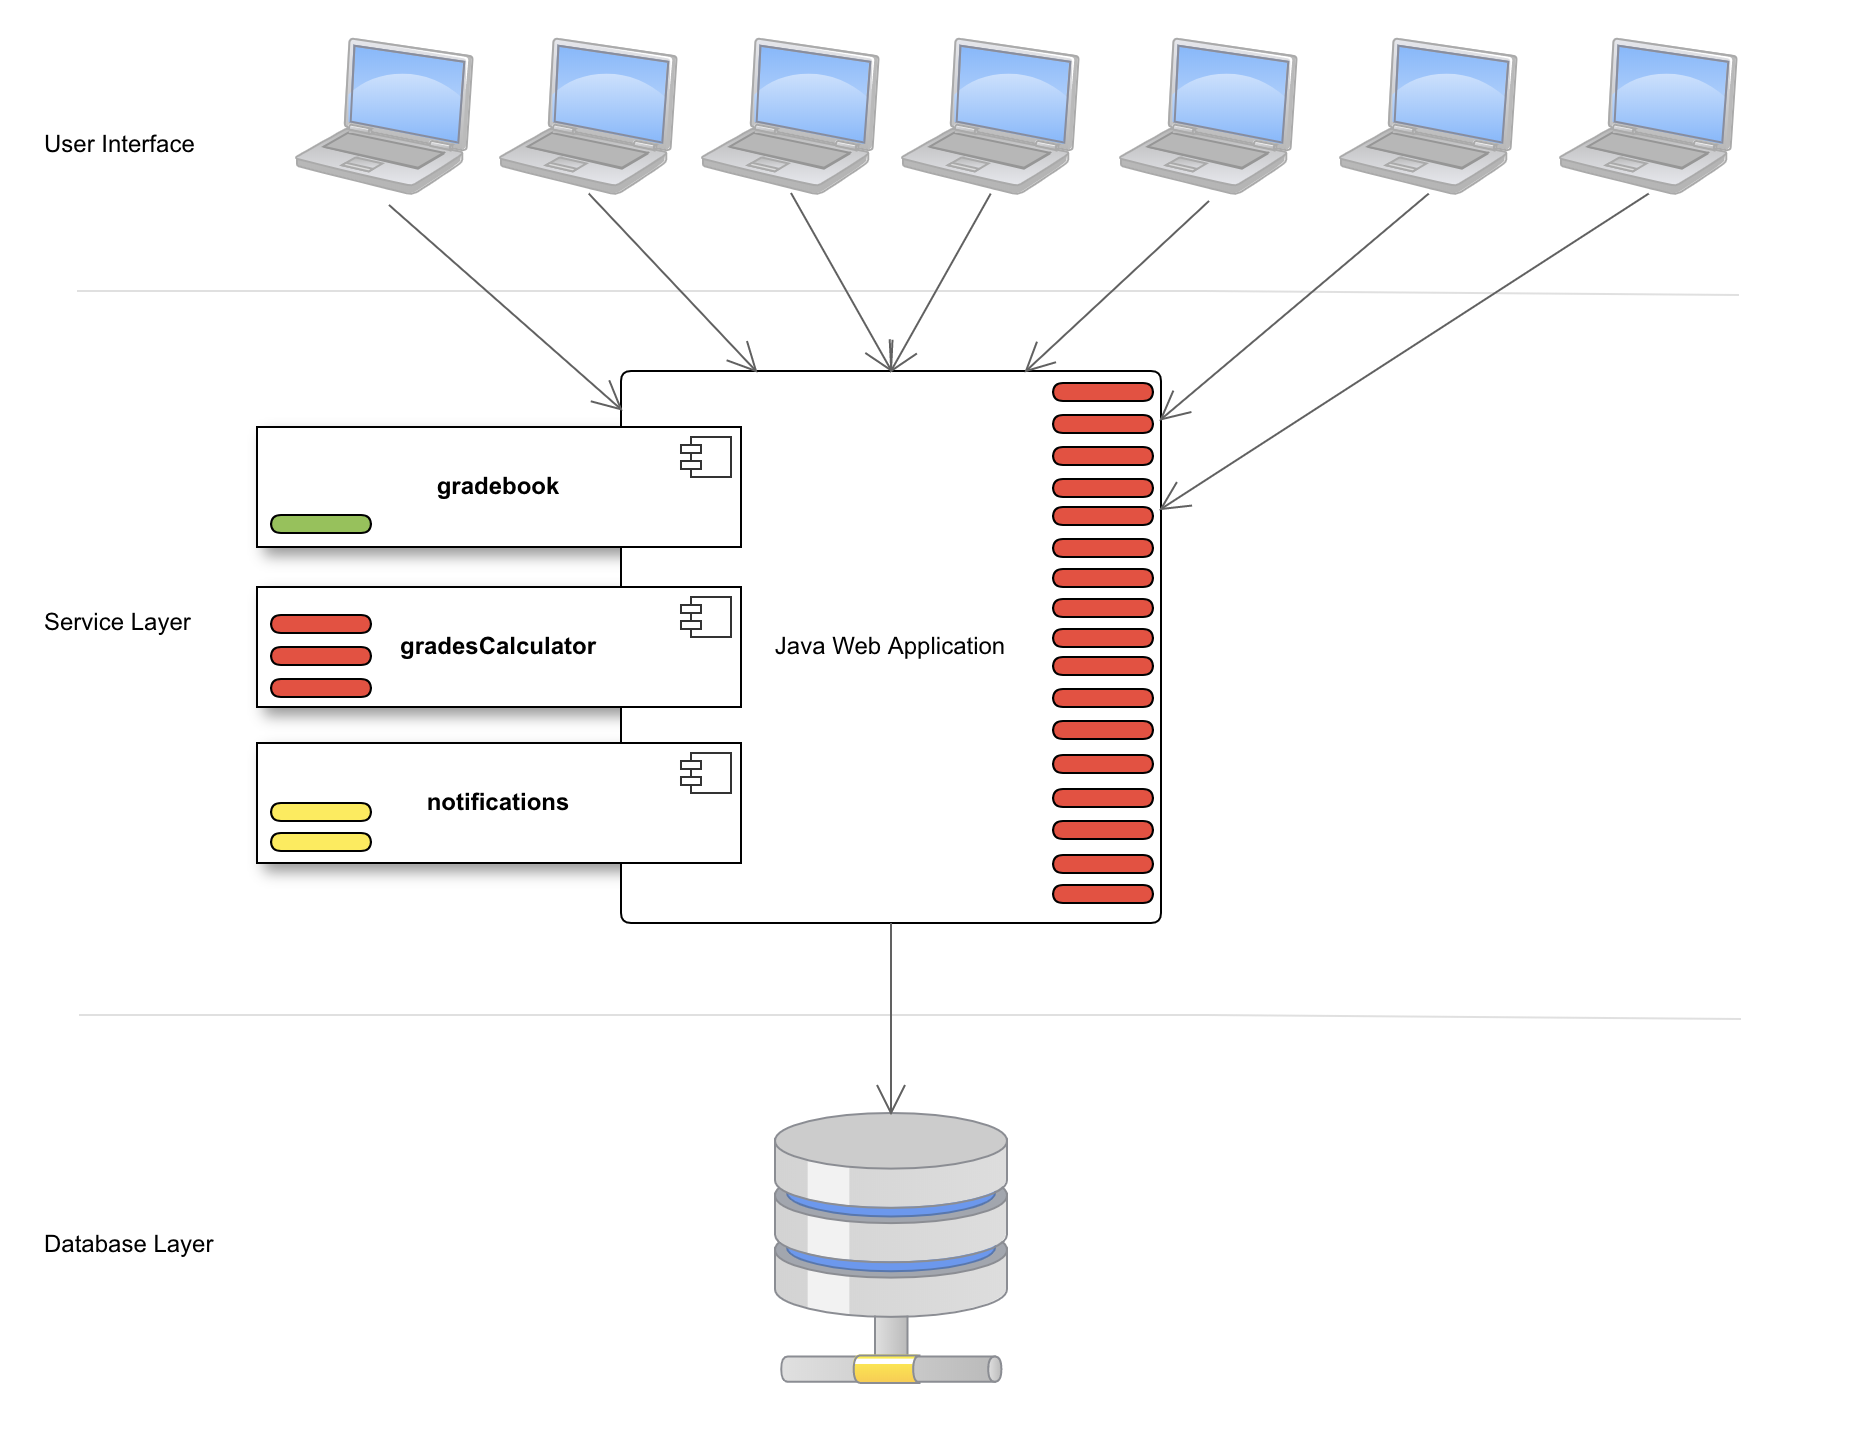 User Interface
gradebook
Service Layer
gradesCalculator
Java Web Application
notifications
Database Layer